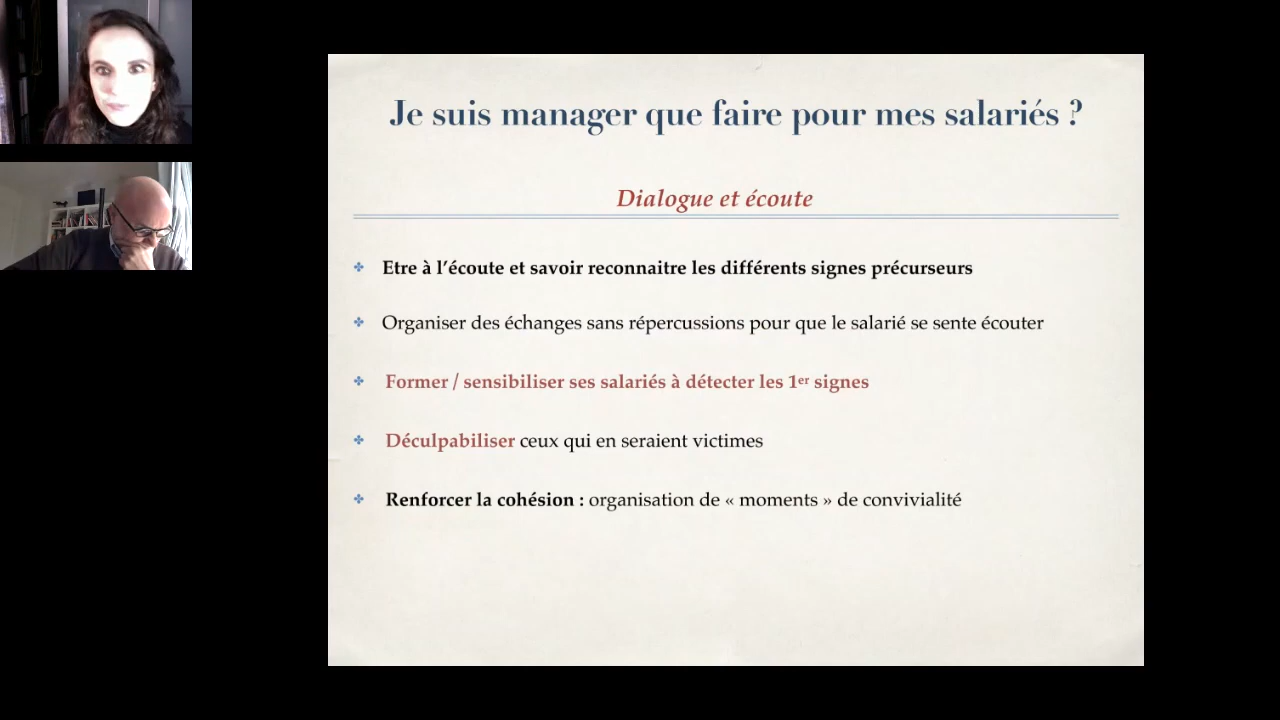 Je suis manager que faire pour mes salariés ?
Dialogue et écoute
Etre à l’écoute et savoir reconnaitre les différents signes précurseurs
Organiser des échanges sans répercussions pour que le salarié se sente écouter
Former / sensibiliser ses salariés à détecter les 1er signes
Déculpabiliser ceux qui en seraient victimes
Renforcer la cohésion : organisation de « moments » de convivialité